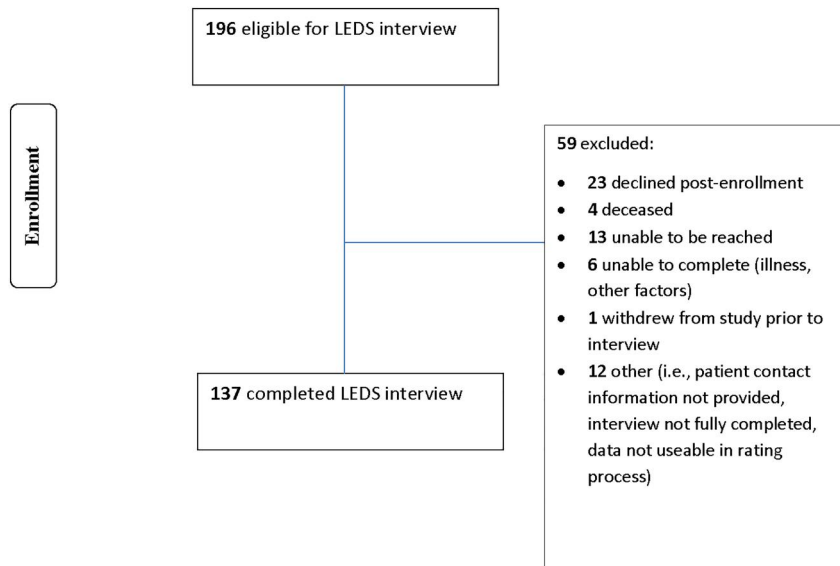 196 eligible for LEDS interview
Enrollment
59 excluded:
• 23 declined post-enrollment
• 4 deceased
• 13 unable to be reached
• 6 unable to complete (illness,
other factors)
• 1 withdrew from study prior to
interview
• 12 other (i.e., patient contact
information not provided,
interview not fully completed,
data not useable in rating
process)
137 completed LEDS interview